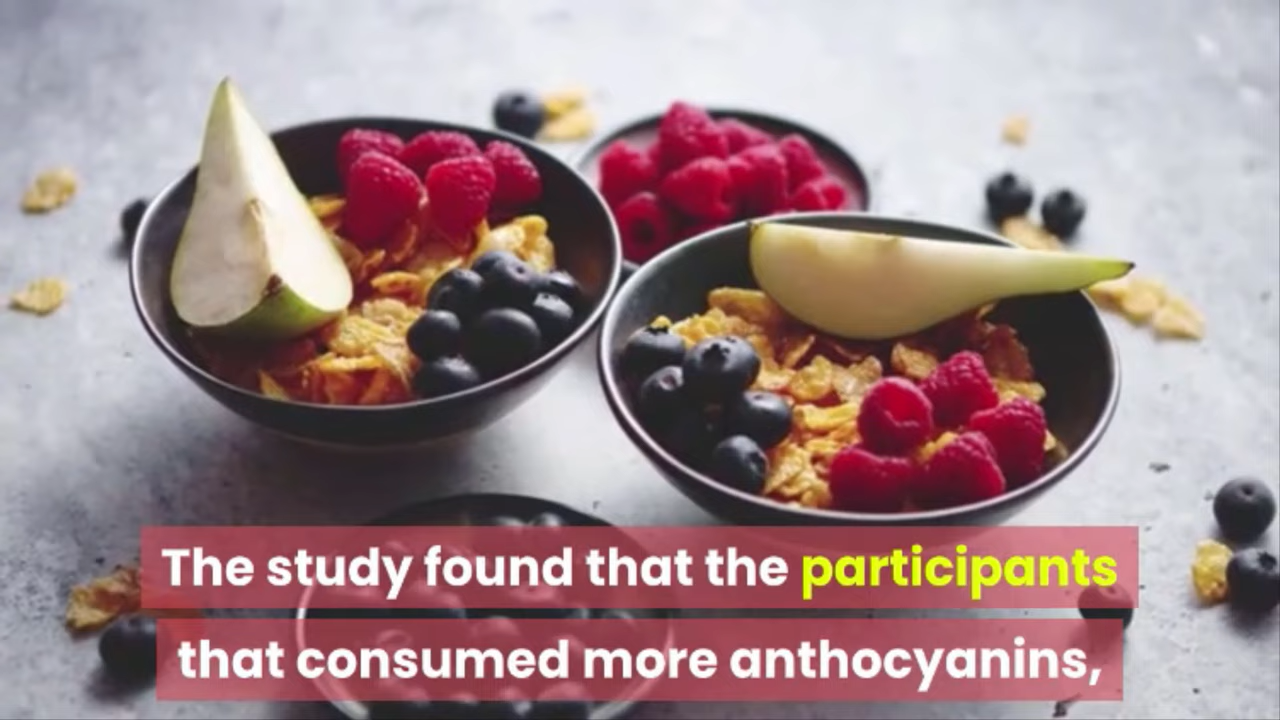 The study found that the participants
that consumed more anthocyanins,